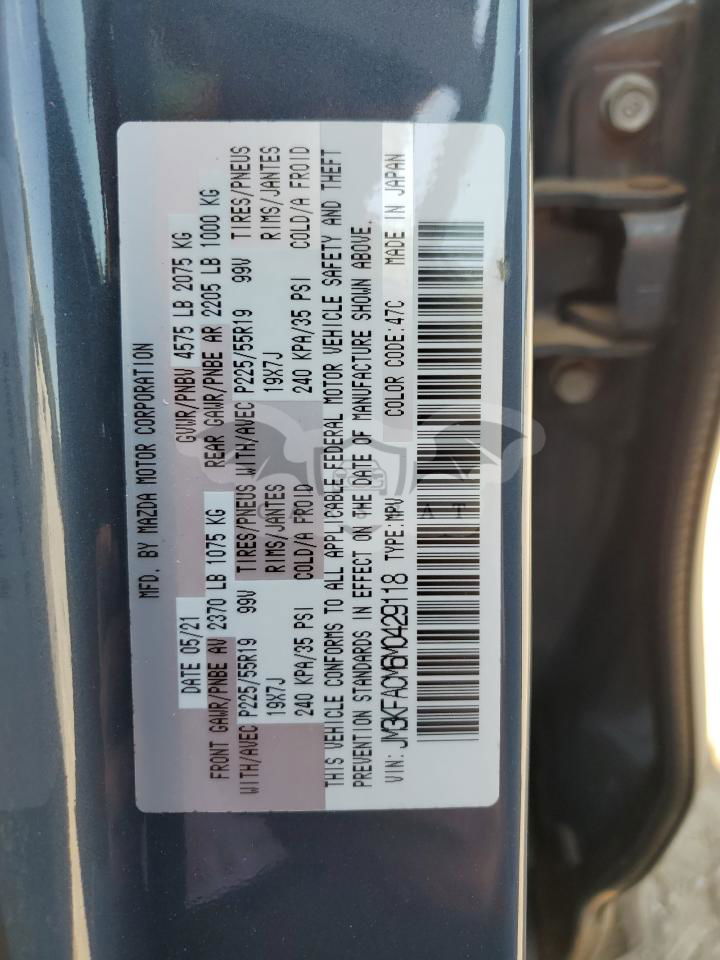 MFD. BY MAZDA MOTOR CORPORATION
DATE 05/21 GVWR/PNBV 4575 LB 2075 KG
FRONT GAWR/PNBE AV 2370 LB 1075 KG REAR GAWR/PNBE AR 2205 LB 1000 KG
WITH/AVEC P225/55R19 99V TIRES/PNEUS WITH/AVEC P225/55R19 99V TIRES/PNEUS
19X7J RIMS/JANTES 19X7J RIMS/JANTES
240 KPA/35 PSI COLD/A FROID 240 KPA/35 PSI COLD/A FROID
THIS VEHICLE CONFORMS TO ALL APPLICABLE FEDERAL MOTOR VEHICLE SAFETY AND THEFT
PREVENTION STANDARDS IN EFFECT ON THE DATE OF MANUFACTURE SHOWN ABOVE.
VIN: JM3KFACM6M0429118 TYPE:MPV COLOR CODE:47C MADE IN JAPAN